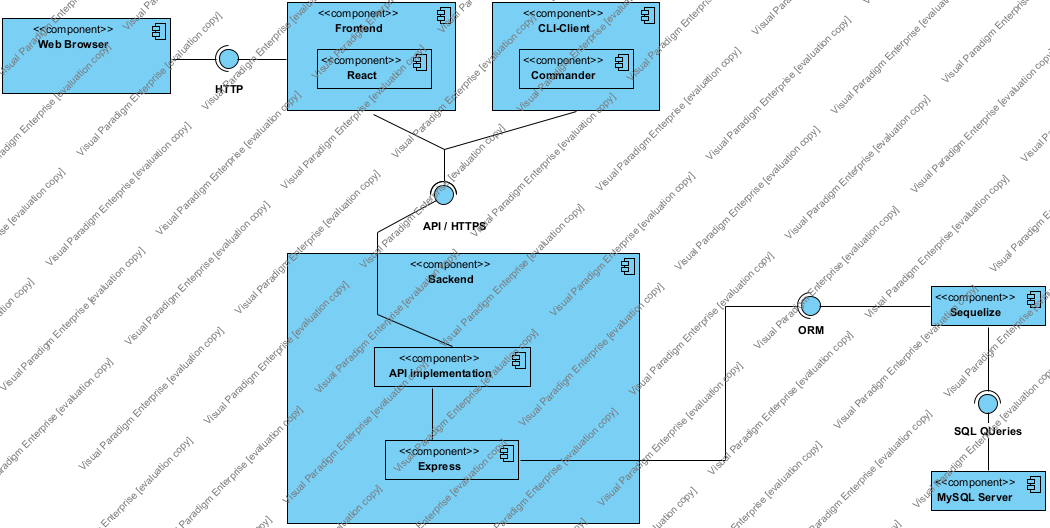 <<component>>
Web Browser
HTTP
<<component>>
Frontend
<<component>>
React
<<component>>
CLI-Client
<<component>>
Commander
API / HTTPS
<<component>>
Backend
<<component>>
API implementation
<<component>>
Express
ORM
<<component>>
Sequelize
SQL Queries
<<component>>
MySQL Server
Visual Paradigm Enterprise [evaluation copy]